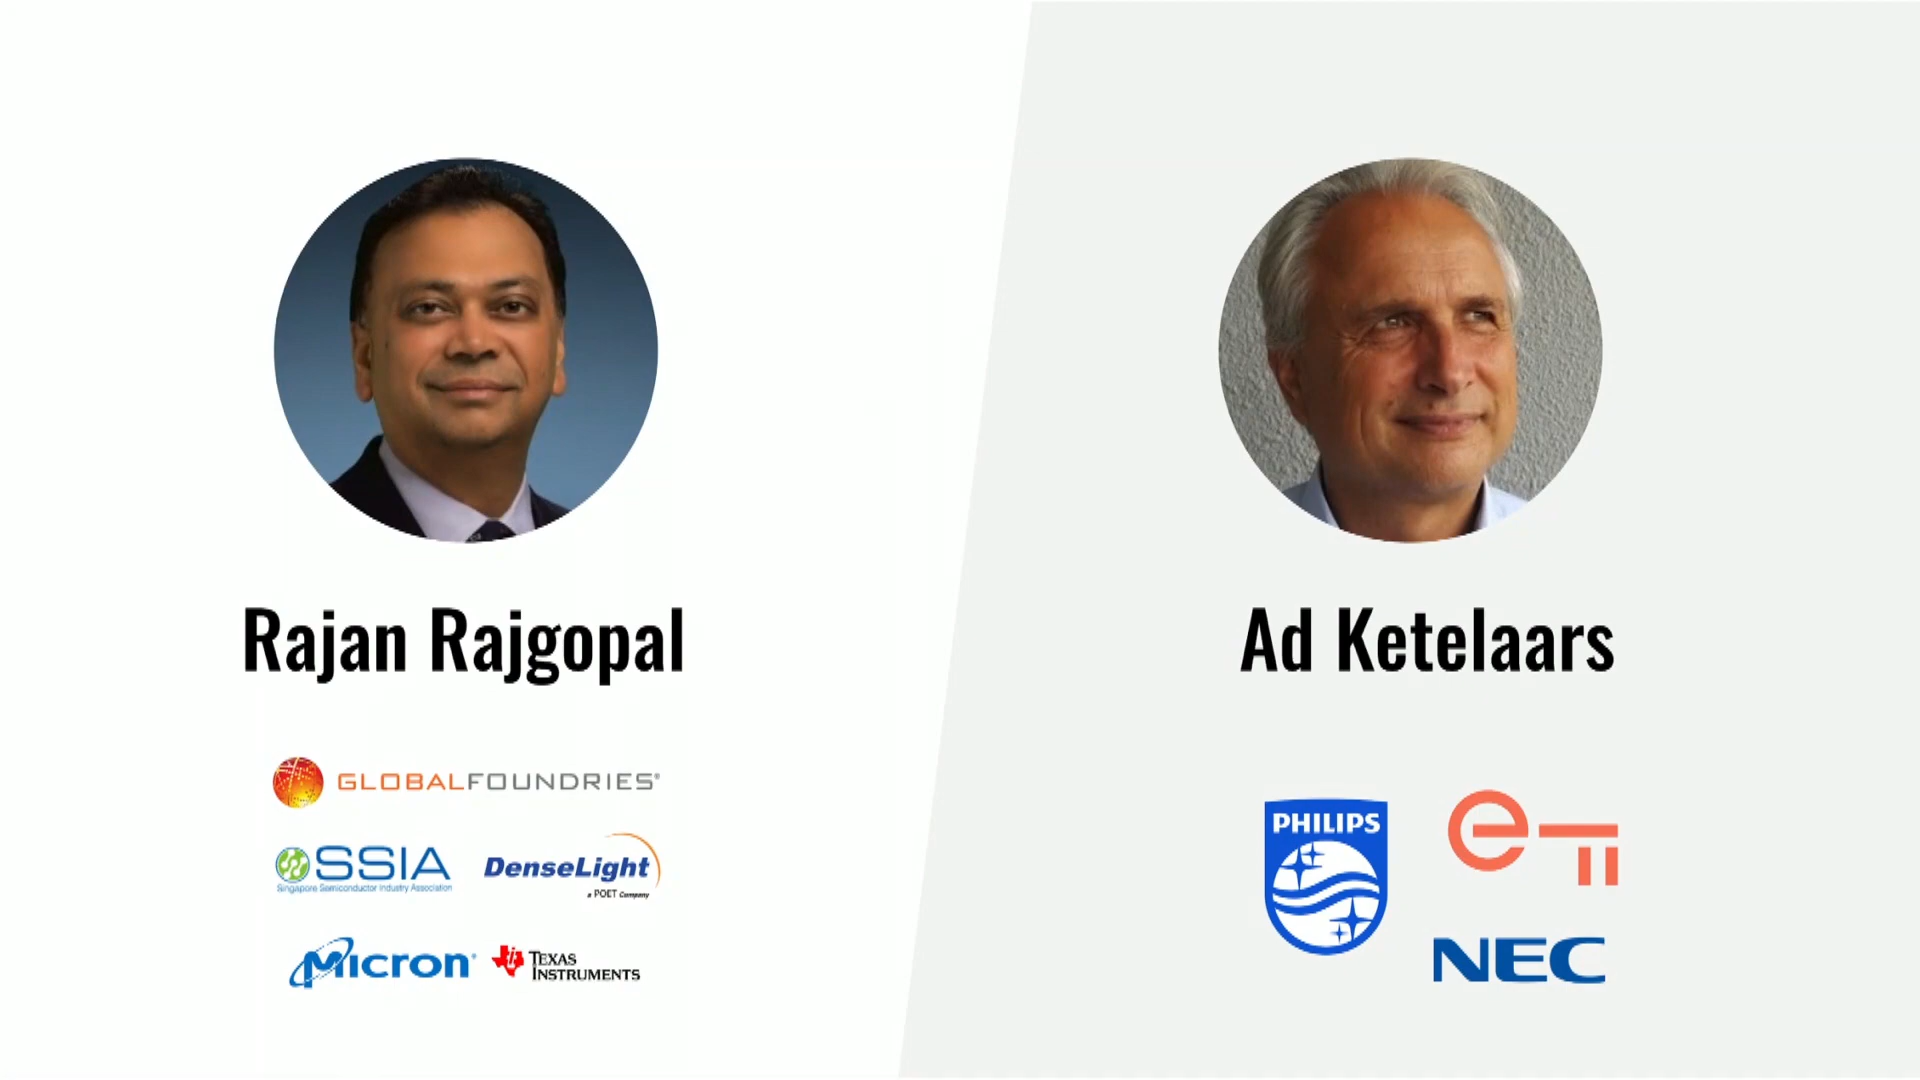 Rajan Rajgopal
GLOBALFOUNDRIES®
SSIA
Singapore Semiconductor Industry Association
DenseLight
a POET Company
Micron®
TEXAS
INSTRUMENTS
Ad Ketelaars
PHILIPS
e
NEC